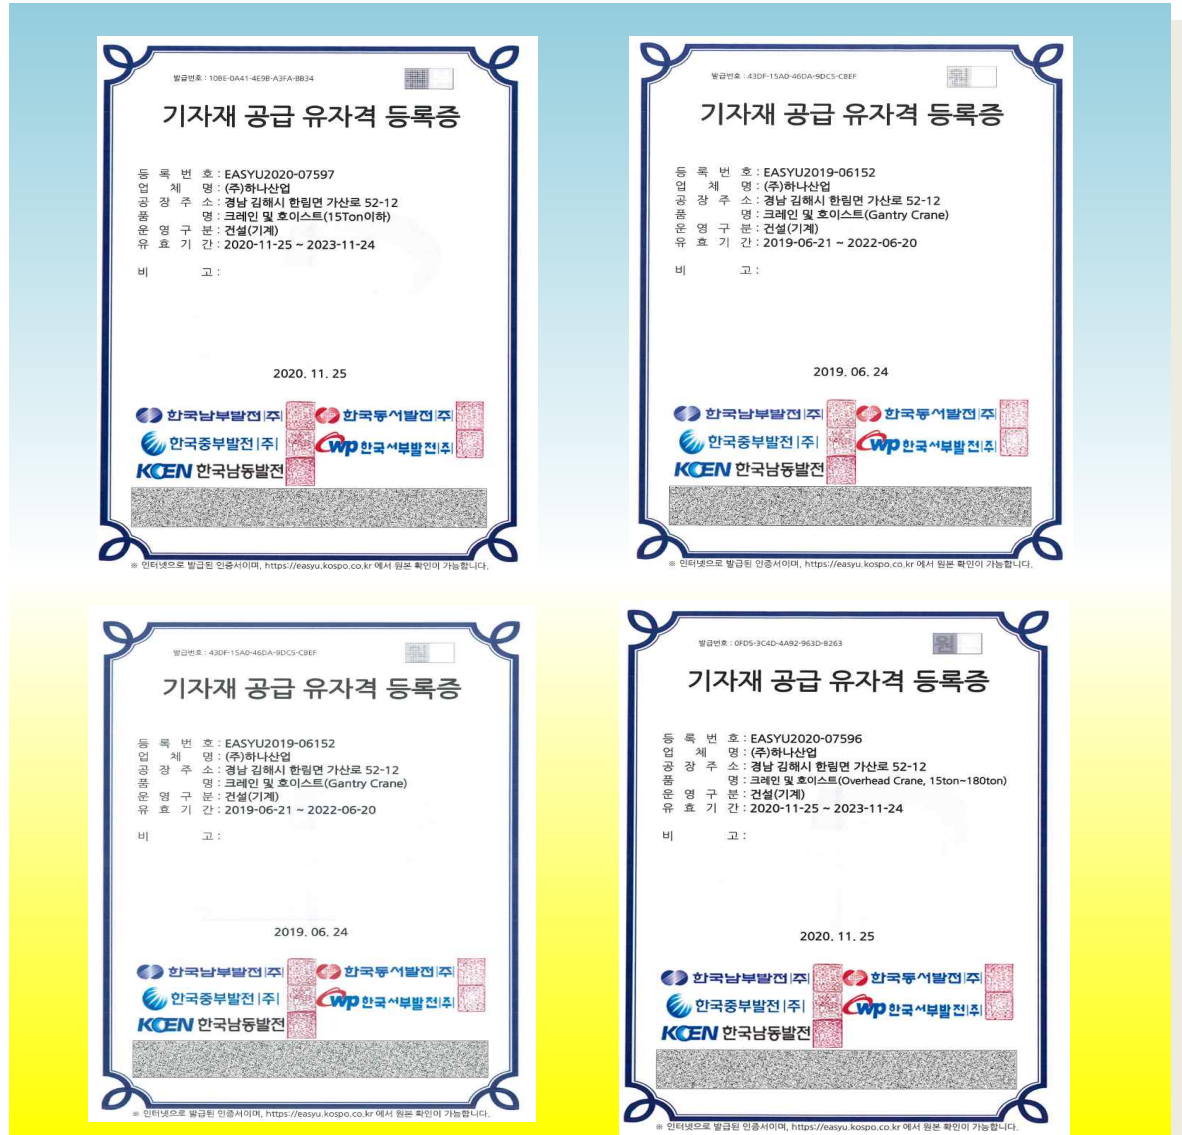 발급번호 : 10BE-0A41-4E9B-A3FA-BB34
기자재 공급 유자격 등록증
등 록 번 호 : EASYU2020-07597
업 체 명 : (주)하나산업
공 장 주 소 : 경남 김해시 한림면 가산로 52-12
품 명 : 크레인 및 호이스트(15Ton이하)
운 영 구 분 : 건설(기계)
유 효 기 간 : 2020-11-25 ~ 2023-11-24
비 고 :
2020. 11. 25
한국남부발전|주| 한국동서발전|주|
한국중부발전|주| WP 한국서부발전|주|
KOEN 한국남동발전
※ 인터넷으로 발급된 인증서이며, https://easyu.kospo.co.kr 에서 원본 확인이 가능합니다.
발급번호 : 43DF-15A0-46DA-9DC5-CBEF
기자재 공급 유자격 등록증
등 록 번 호 : EASYU2019-06152
업 체 명 : (주)하나산업
공 장 주 소 : 경남 김해시 한림면 가산로 52-12
품 명 : 크레인 및 호이스트(Gantry Crane)
운 영 구 분 : 건설(기계)
유 효 기 간 : 2019-06-21 ~ 2022-06-20
비 고 :
2019. 06. 24
한국남부발전|주| 한국동서발전|주|
한국중부발전|주| WP 한국서부발전|주|
KOEN 한국남동발전
※ 인터넷으로 발급된 인증서이며, https://easyu.kospo.co.kr 에서 원본 확인이 가능합니다.
발급번호 : 43DF-15A0-46DA-9DC5-CBEF
기자재 공급 유자격 등록증
등 록 번 호 : EASYU2019-06152
업 체 명 : (주)하나산업
공 장 주 소 : 경남 김해시 한림면 가산로 52-12
품 명 : 크레인 및 호이스트(Gantry Crane)
운 영 구 분 : 건설(기계)
유 효 기 간 : 2019-06-21 ~ 2022-06-20
비 고 :
2019. 06. 24
한국남부발전|주| 한국동서발전|주|
한국중부발전|주| WP 한국서부발전|주|
KOEN 한국남동발전
※ 인터넷으로 발급된 인증서이며, https://easyu.kospo.co.kr 에서 원본 확인이 가능합니다.
발급번호 : 0FD5-3C4D-4A92-963D-8263
원
기자재 공급 유자격 등록증
등 록 번 호 : EASYU2020-07596
업 체 명 : (주)하나산업
공 장 주 소 : 경남 김해시 한림면 가산로 52-12
품 명 : 크레인 및 호이스트(Overhead Crane, 15ton~180ton)
운 영 구 분 : 건설(기계)
유 효 기 간 : 2020-11-25 ~ 2023-11-24
비 고 :
2020. 11. 25
한국남부발전|주| 한국동서발전|주|
한국중부발전|주| WP 한국서부발전|주|
KOEN 한국남동발전
※ 인터넷으로 발급된 인증서이며, https://easyu.kospo.co.kr 에서 원본 확인이 가능합니다.